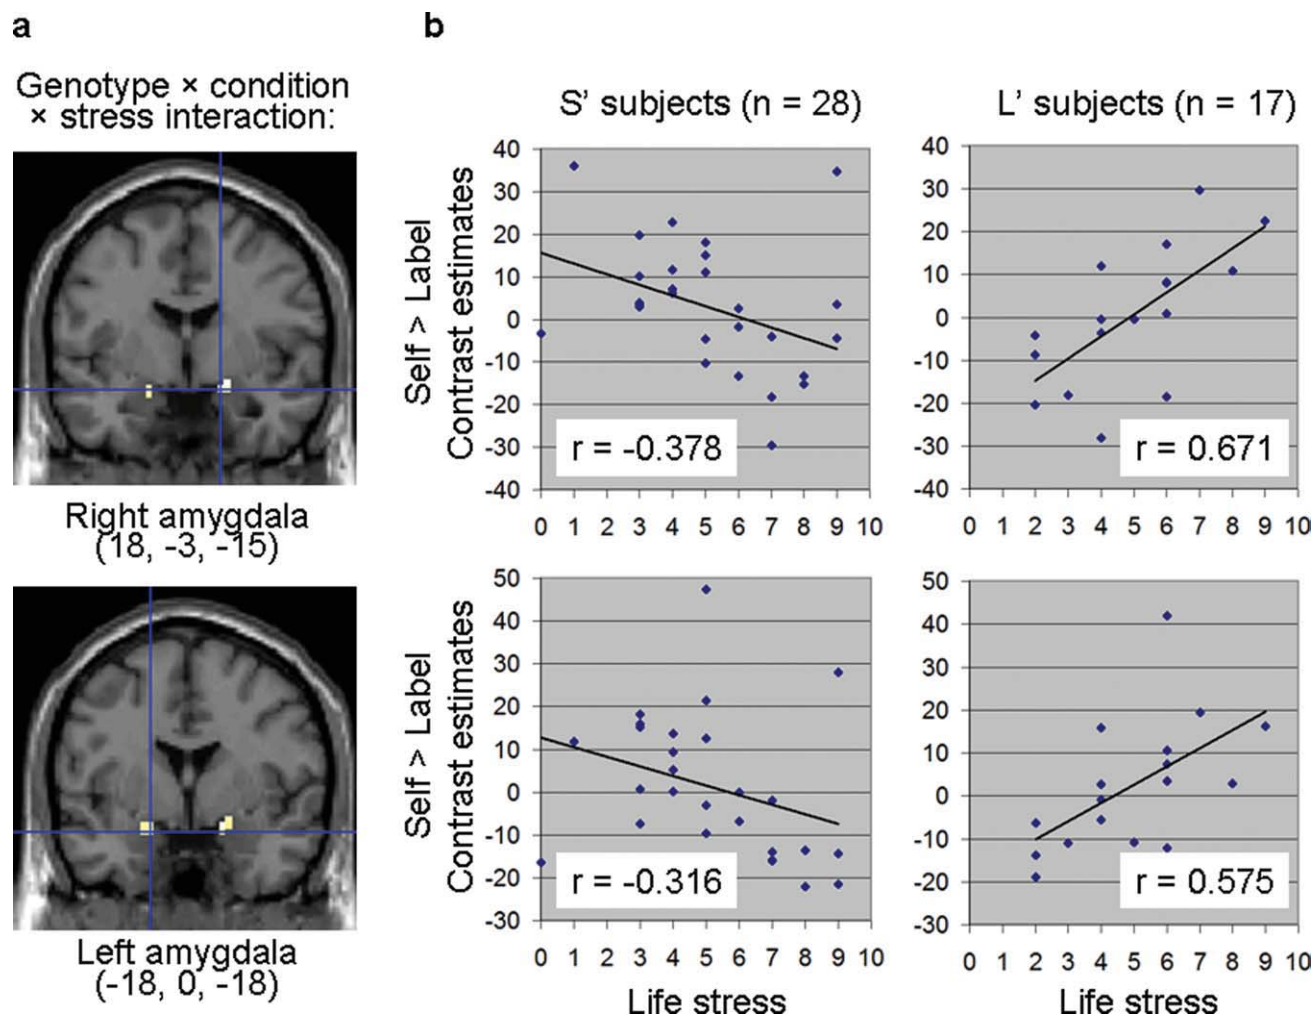 a
b
Genotype × condition
× stress interaction:
S' subjects (n = 28)
L' subjects (n = 17)
Self > Label
Contrast estimates
40
30
20
10
0
-10
-20
-30
-40
r = -0.378
0 1 2 3 4 5 6 7 8 9 10
40
30
20
10
0
-10
-20
-30
-40
r = 0.671
0 1 2 3 4 5 6 7 8 9 10
Right amygdala
(18, -3, -15)
Self > Label
Contrast estimates
50
40
30
20
10
0
-10
-20
-30
r = -0.316
0 1 2 3 4 5 6 7 8 9 10
Life stress
50
40
30
20
10
0
-10
-20
-30
r = 0.575
0 1 2 3 4 5 6 7 8 9 10
Life stress
Left amygdala
(-18, 0, -18)